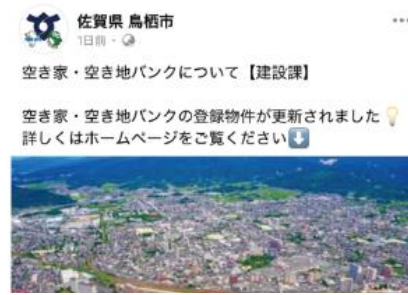 佐賀県 鳥栖市
1日前 ·
空き家・空き地バンクについて【建設課】
空き家・空き地バンクの登録物件が更新されました💡
詳しくはホームページをご覧ください⬇️